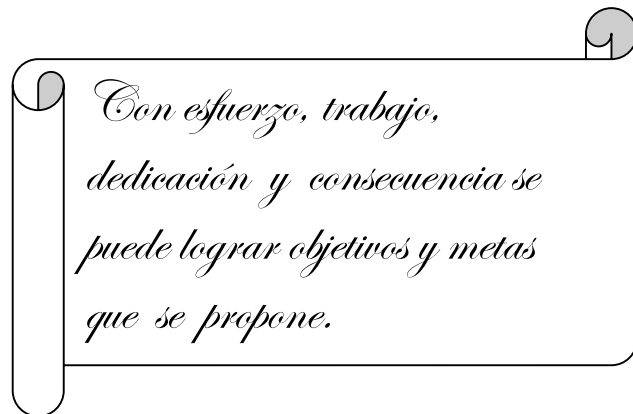 Con esfuerzo, trabajo,
dedicación y consecuencia se
puede lograr objetivos y metas
que se propone.